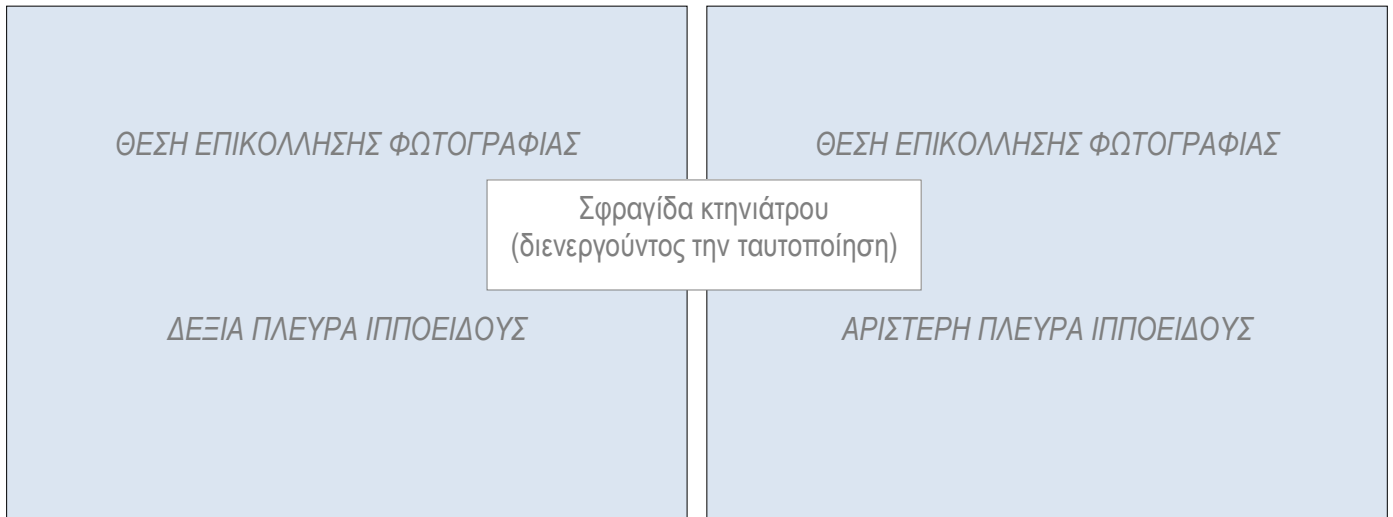 ΘΕΣΗ ΕΠΙΚΟΛΛΗΣΗΣ ΦΩΤΟΓΡΑΦΙΑΣ
ΘΕΣΗ ΕΠΙΚΟΛΛΗΣΗΣ ΦΩΤΟΓΡΑΦΙΑΣ
Σφραγίδα κτηνιάτρου
(διενεργούντος την ταυτοποίηση)
ΔΕΞΙΑ ΠΛΕΥΡΑ ΙΠΠΟΕΙΔΟΥΣ
ΑΡΙΣΤΕΡΗ ΠΛΕΥΡΑ ΙΠΠΟΕΙΔΟΥΣ